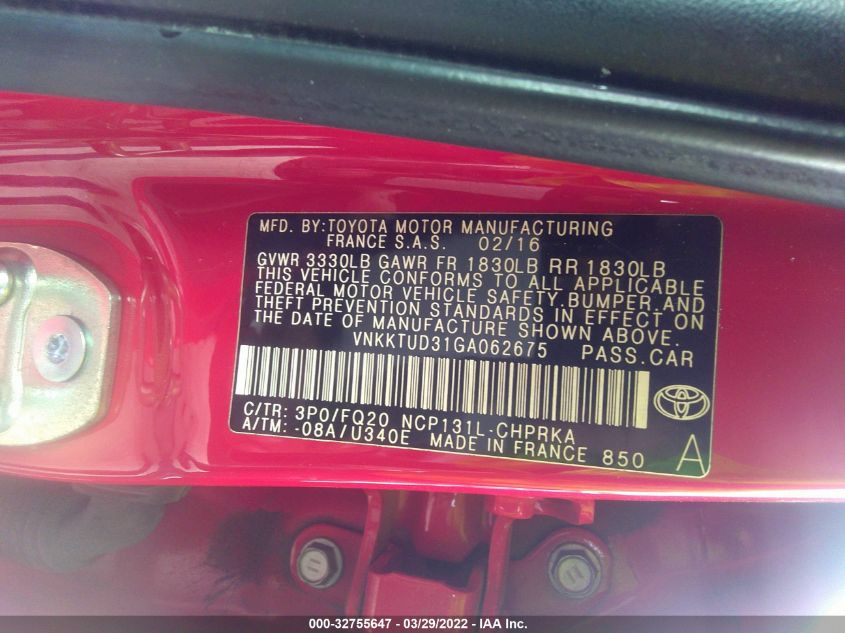 MFD. BY:TOYOTA MOTOR MANUFACTURING
FRANCE S.A.S. 02/16
GVWR 3330LB GAWR FR 1830LB RR 1830LB
THIS VEHICLE CONFORMS TO ALL APPLICABLE
FEDERAL MOTOR VEHICLE SAFETY,BUMPER,AND
THEFT PREVENTION STANDARDS IN EFFECT ON
THE DATE OF MANUFACTURE SHOWN ABOVE.
VNKKTUD31GA062675 PASS.CAR
C/TR: 3P0/FQ20 NCP131L-CHPRKA
A/TM: -08A/U340E MADE IN FRANCE 850 A
000-32755647 / 03/29/2022 — IAA Inc.